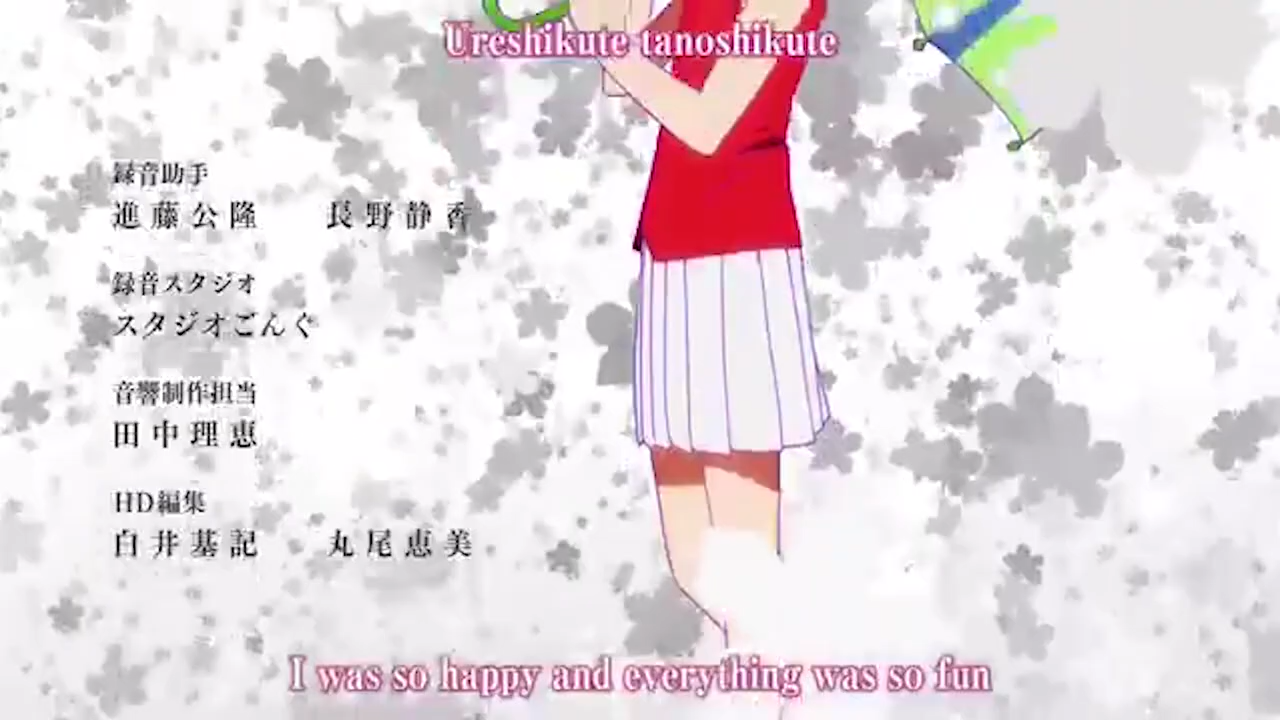 Ureshikute tanoshikute
録音助手
進藤公隆 長野静香
録音スタジオ
スタジオごんぐ
音響制作担当
田中理恵
HD編集
白井基記 丸尾恵美
I was so happy and everything was so fun